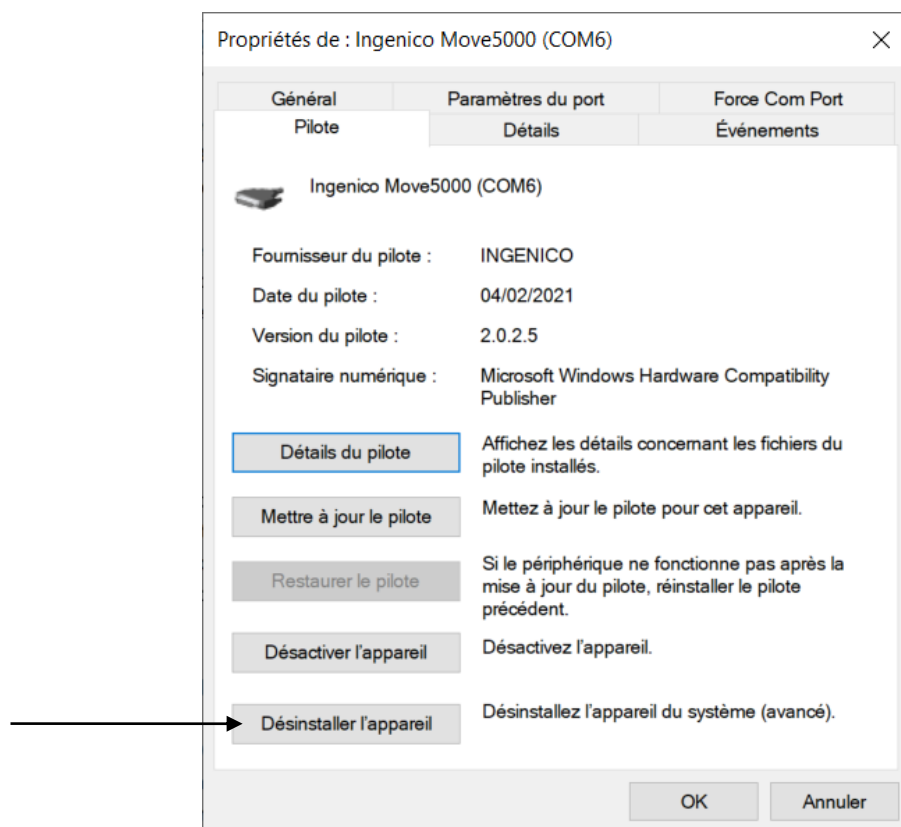 Propriétés de : Ingenico Move5000 (COM6)
Général
Paramètres du port
Force Com Port
Pilote
Détails
Événements
Ingenico Move5000 (COM6)
Fournisseur du pilote :
INGENICO
Date du pilote :
04/02/2021
Version du pilote :
2.0.2.5
Signataire numérique :
Microsoft Windows Hardware Compatibility
Publisher
Détails du pilote
Affichez les détails concernant les fichiers du
pilote installés.
Mettre à jour le pilote
Mettez à jour le pilote pour cet appareil.
Restaurer le pilote
Si le périphérique ne fonctionne pas après la
mise à jour du pilote, réinstaller le pilote
précédent.
Désactiver l'appareil
Désactivez l'appareil.
Désinstaller l'appareil
Désinstallez l'appareil du système (avancé).
OK
Annuler